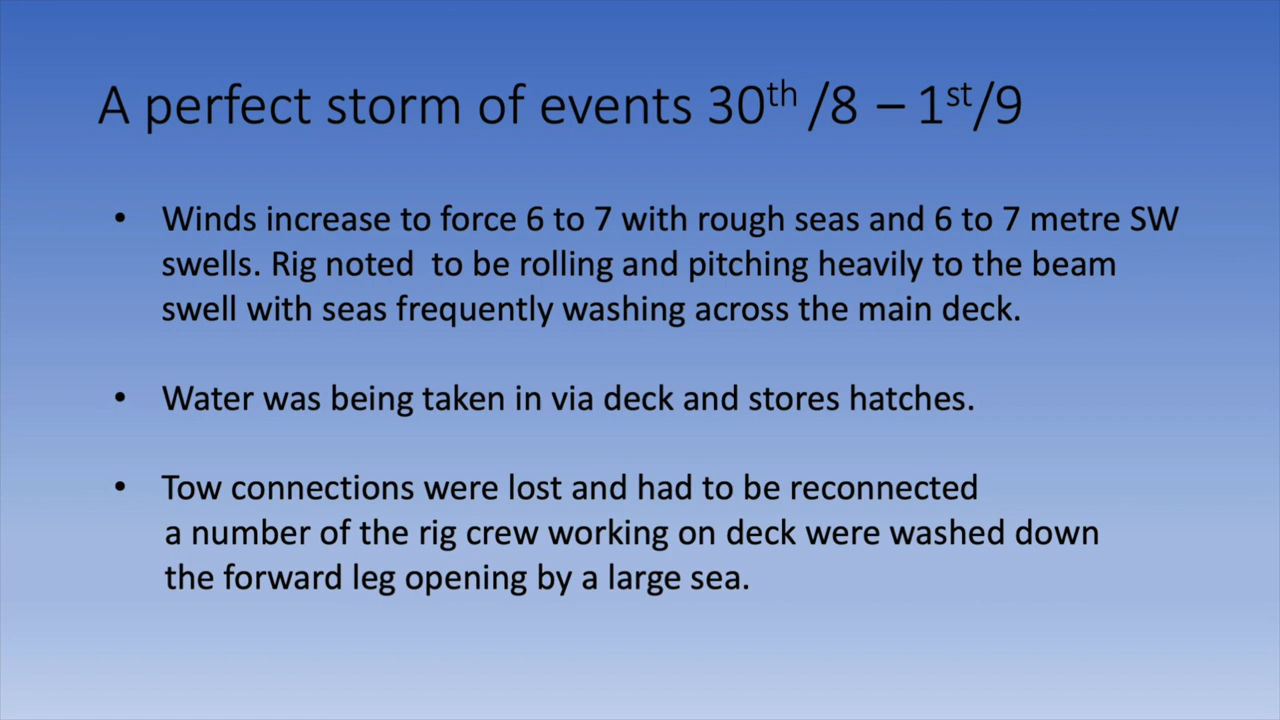 A perfect storm of events 30th /8 – 1st/9
• Winds increase to force 6 to 7 with rough seas and 6 to 7 metre SW
swells. Rig noted  to be rolling and pitching heavily to the beam
swell with seas frequently washing across the main deck.
• Water was being taken in via deck and stores hatches.
• Tow connections were lost and had to be reconnected
a number of the rig crew working on deck were washed down
the forward leg opening by a large sea.